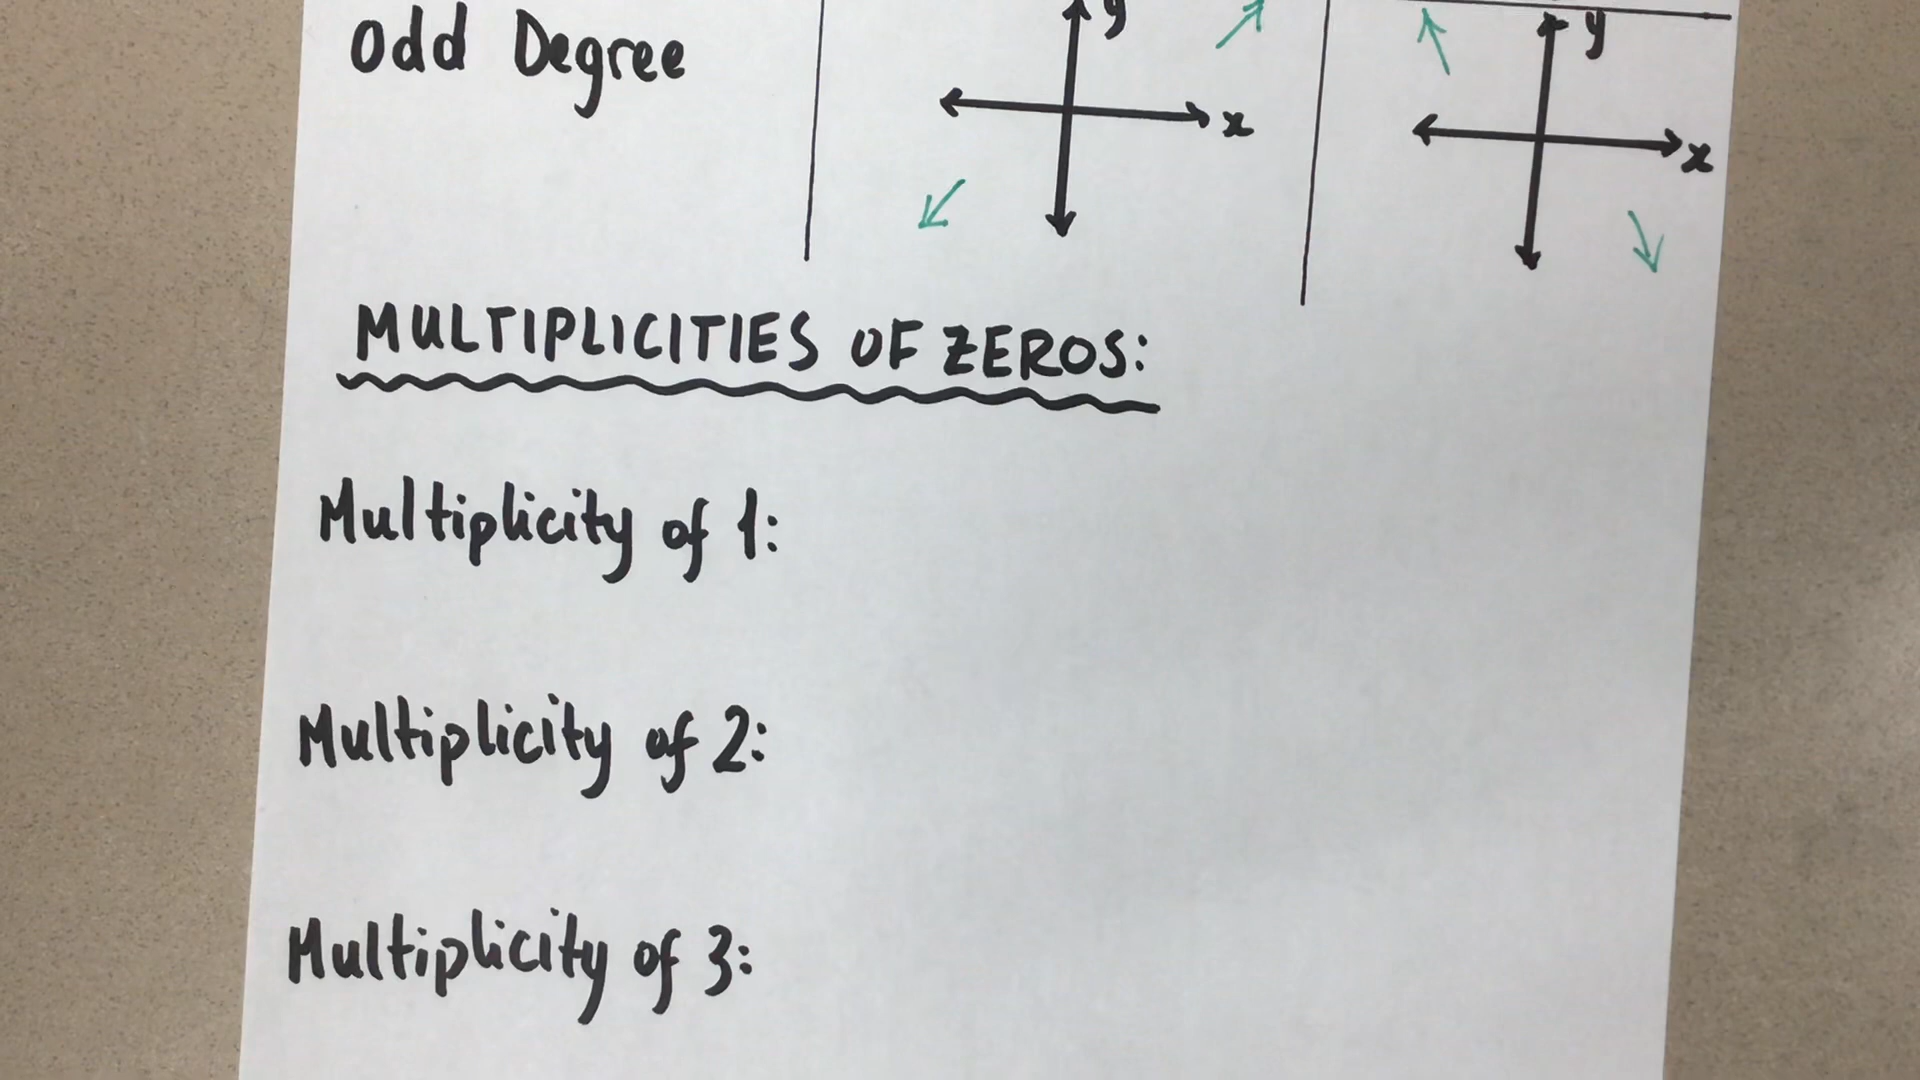 Odd Degree
y
x
y
x
MULTIPLICITIES OF ZEROS:
Multiplicity of 1:
Multiplicity of 2:
Multiplicity of 3: